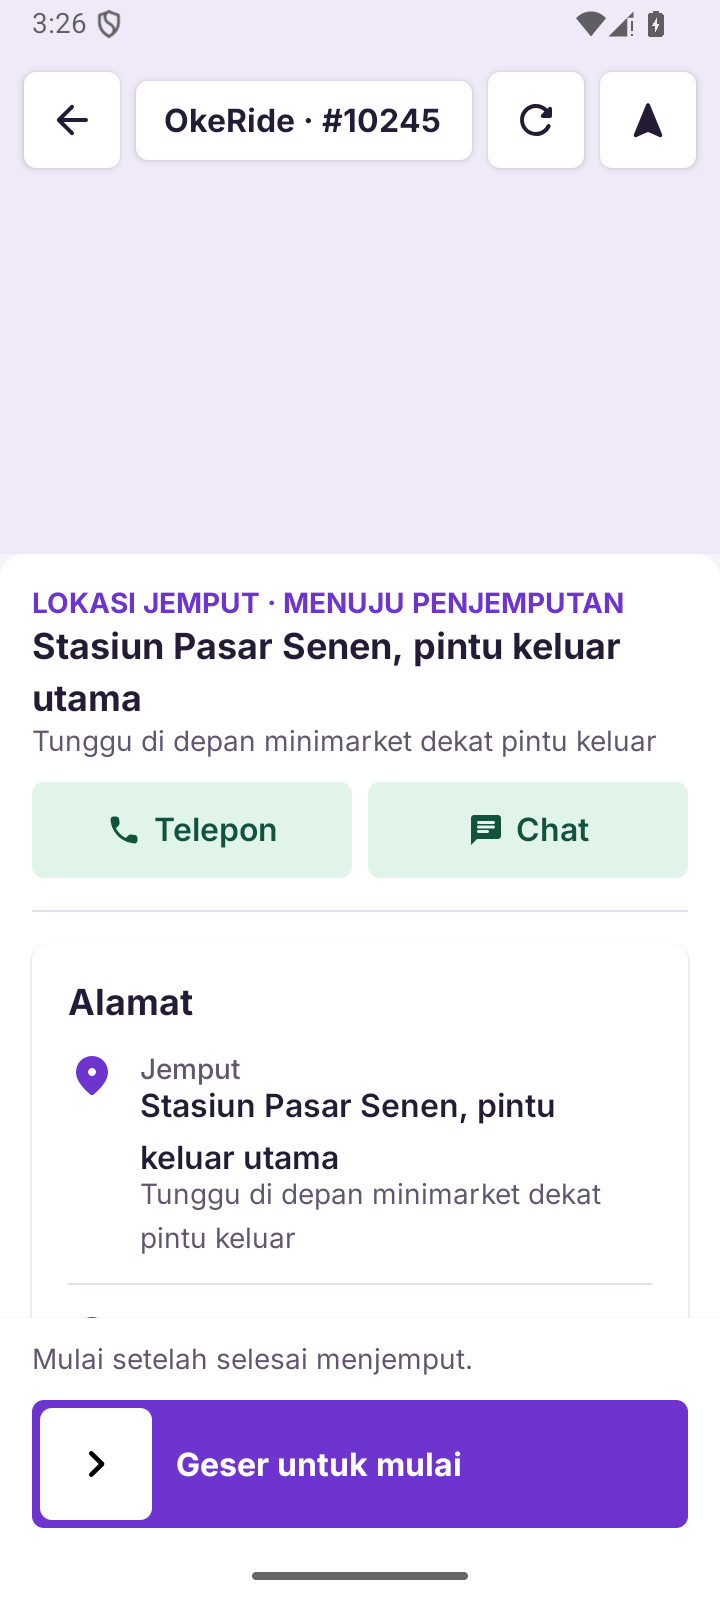 3:26
OkeRide · #10245
LOKASI JEMPUT · MENUJU PENJEMPUTAN
Stasiun Pasar Senen, pintu keluar
utama
Tunggu di depan minimarket dekat pintu keluar
Telepon
Chat
Alamat
Jemput
Stasiun Pasar Senen, pintu
keluar utama
Tunggu di depan minimarket dekat
pintu keluar
Mulai setelah selesai menjemput.
Geser untuk mulai